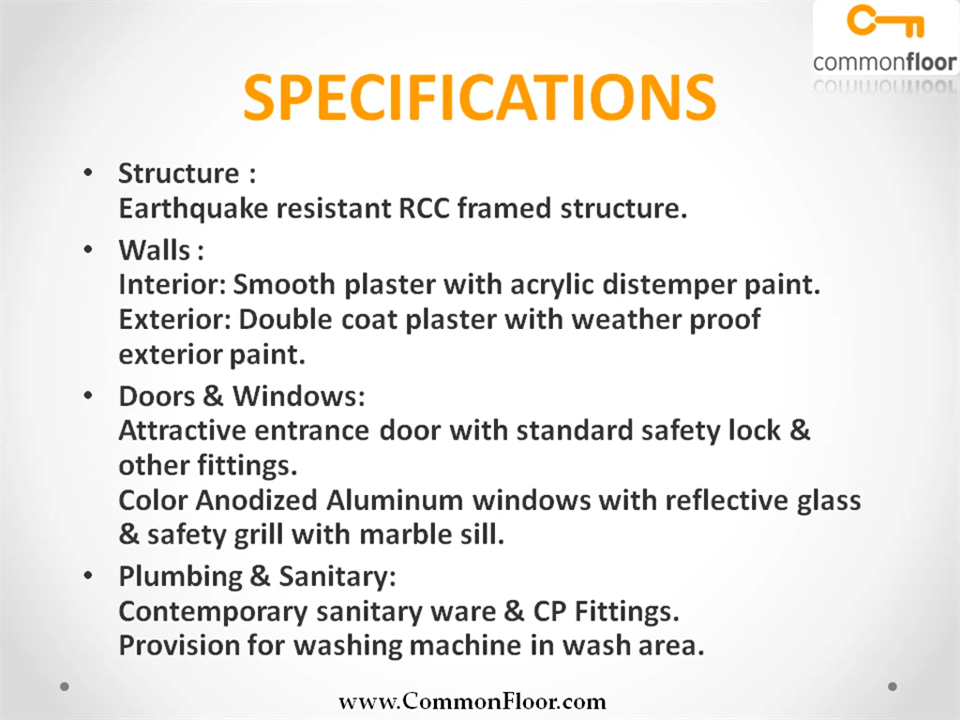 commonfloor
SPECIFICATIONS
• Structure :
Earthquake resistant RCC framed structure.
• Walls :
Interior: Smooth plaster with acrylic distemper paint.
Exterior: Double coat plaster with weather proof
exterior paint.
• Doors & Windows:
Attractive entrance door with standard safety lock &
other fittings.
Color Anodized Aluminum windows with reflective glass
& safety grill with marble sill.
• Plumbing & Sanitary:
Contemporary sanitary ware & CP Fittings.
Provision for washing machine in wash area.
www.CommonFloor.com